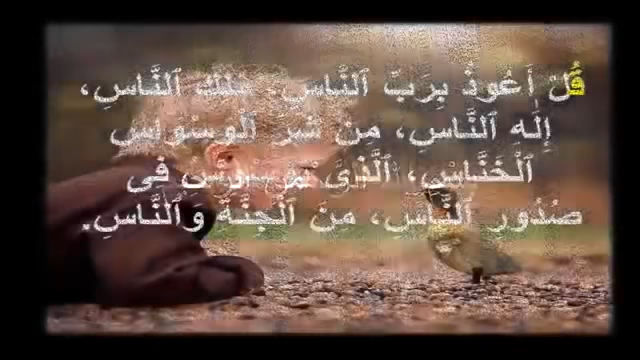 قُلْ أَعُوذُ بِرَبِّ ٱلنَّاسِ، مَلِكِ ٱلنَّاسِ،
إِلَٰهِ ٱلنَّاسِ، مِن شَرِّ ٱلْوَسْوَاسِ
ٱلْخَنَّاسِ، ٱلَّذِى يُوَسْوِسُ فِى
صُدُورِ ٱلنَّاسِ، مِنَ ٱلْجِنَّةِ وَٱلنَّاسِ.